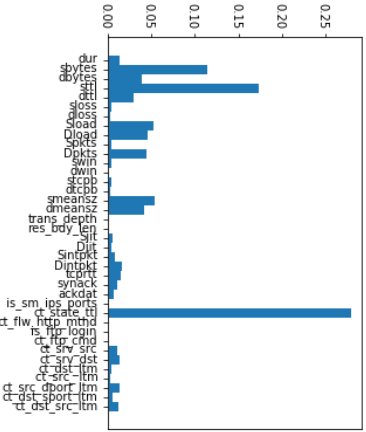 0.00 0.05 0.10 0.15 0.20 0.25
dur
sbytes
dbytes
sttl
dttl
sloss
dloss
Sload
Dload
Spkts
Dpkts
swin
dwin
stcpb
dtcpb
smeansz
dmeansz
trans_depth
res_bdy_len
Sjit
Djit
Sintpkt
Dintpkt
tcprtt
synack
ackdat
is_sm_ips_ports
ct_state_ttl
ct_flw_http_mthd
is_ftp_login
ct_ftp_cmd
ct_srv_src
ct_srv_dst
ct_dst_ltm
ct_src_ltm
ct_src_dport_ltm
ct_dst_sport_ltm
ct_dst_src_ltm